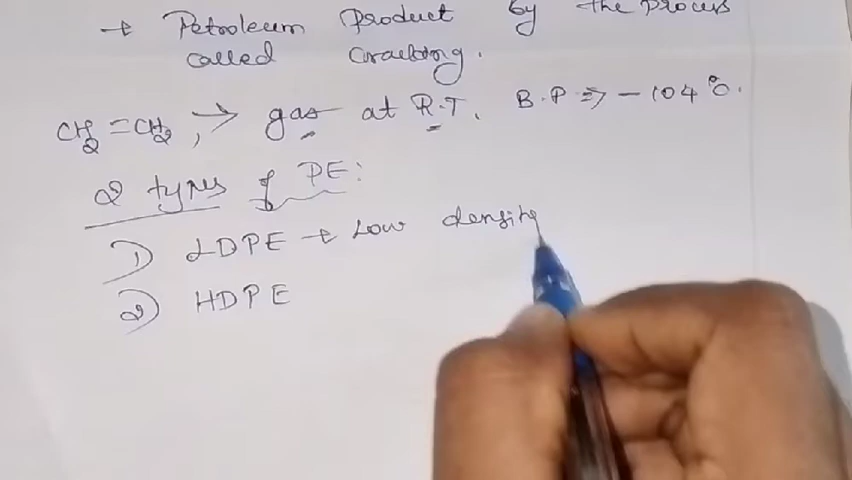 → Petroleum Product by the Process
called Cracking.
CH2=CH2, → gas at R.T. B.P ⇒ -104°C.
2 types of PE:
1) LDPE → Low density
2) HDPE